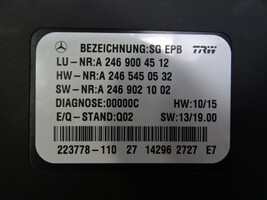 BEZEICHNUNG:SG EPB TRW
LU-NR:A 246 900 45 12
HW-NR:A 246 545 05 32
SW-NR:A 246 902 10 02
DIAGNOSE:00000C HW:10/15
E/Q-STAND:Q02 SW:13/19.00
223778-110 27 14296 2727 E7